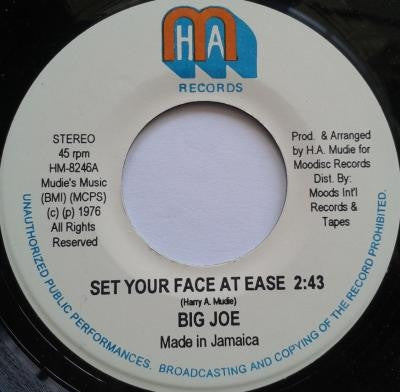 HMA
RECORDS
STEREO
45 rpm
HM-8246A
Mudie's Music
(BMI) (MCPS)
(c) (p) 1976
All Rights
Reserved
Prod. & Arranged
by H.A. Mudie for
Moodisc Records
Dist. By:
Moods Int'l
Records &
Tapes
SET YOUR FACE AT EASE 2:43
(Harry A. Mudie)
BIG JOE
Made in Jamaica
UNAUTHORIZED PUBLIC PERFORMANCES. BROADCASTING AND COPYING OF THE RECORD PROHIBITED.